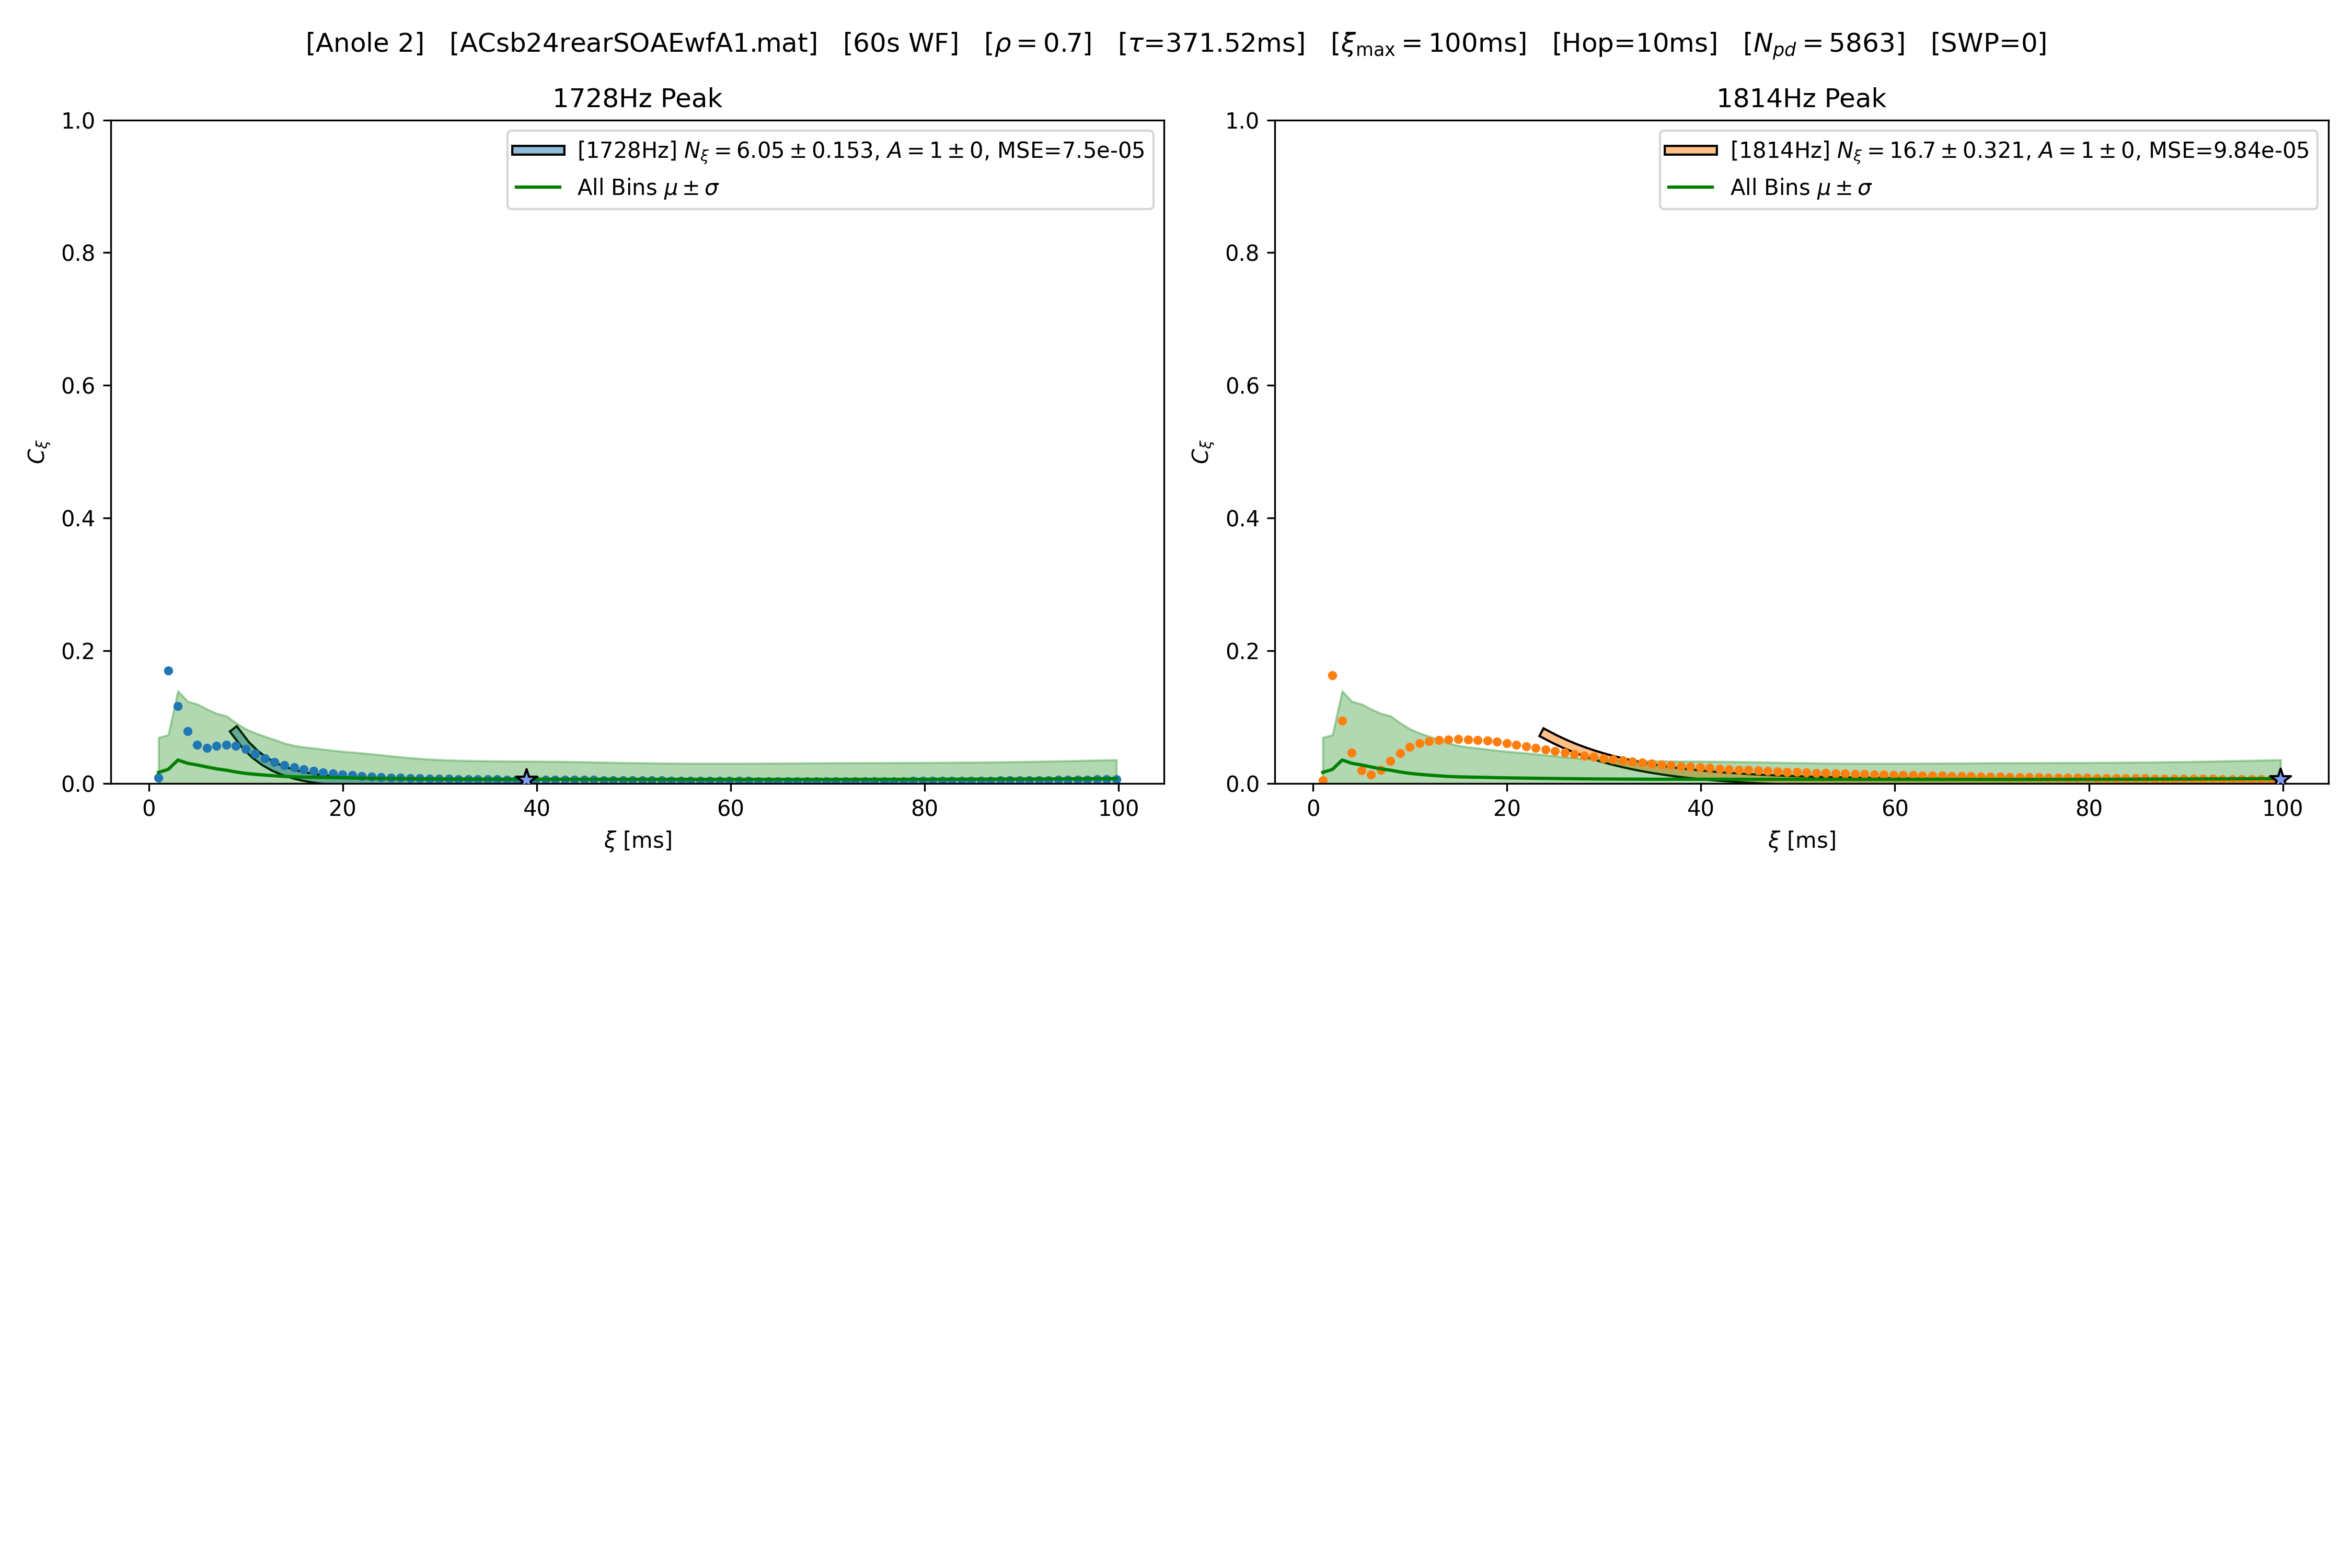 [Anole 2] [ACsb24rearSOAEwfA1.mat] [60s WF] [ρ = 0.7] [τ=371.52ms] [ξmax = 100ms] [Hop=10ms] [Npd = 5863] [SWP=0]
1728Hz Peak
[1728Hz] Nξ = 6.05 ± 0.153, A = 1 ± 0, MSE=7.5e-05
All Bins μ ± σ
1.0
0.8
0.6
0.4
0.2
0.0
Cξ
0 20 40 60 80 100
ξ [ms]
1814Hz Peak
[1814Hz] Nξ = 16.7 ± 0.321, A = 1 ± 0, MSE=9.84e-05
All Bins μ ± σ
1.0
0.8
0.6
0.4
0.2
0.0
Cξ
0 20 40 60 80 100
ξ [ms]